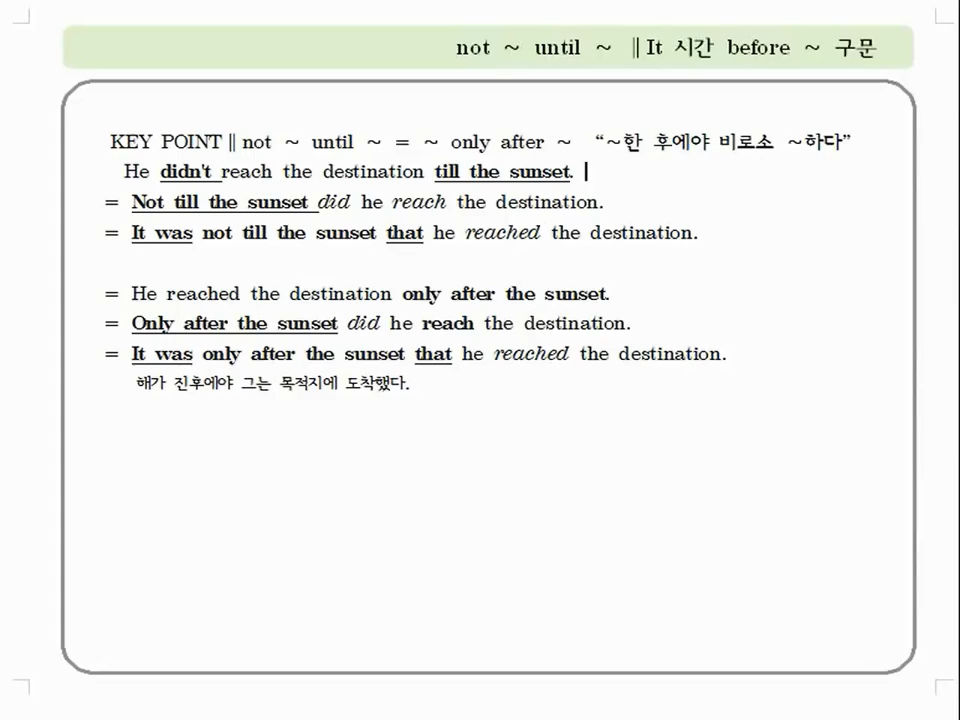 not ~ until ~ ∥It 시간 before ~ 구문
KEY POINT∥not ~ until ~ = ~ only after ~ “~한 후에야 비로소 ~하다”
He didn't reach the destination till the sunset.
= Not till the sunset did he reach the destination.
= It was not till the sunset that he reached the destination.
= He reached the destination only after the sunset.
= Only after the sunset did he reach the destination.
= It was only after the sunset that he reached the destination.
해가 진후에야 그는 목적지에 도착했다.